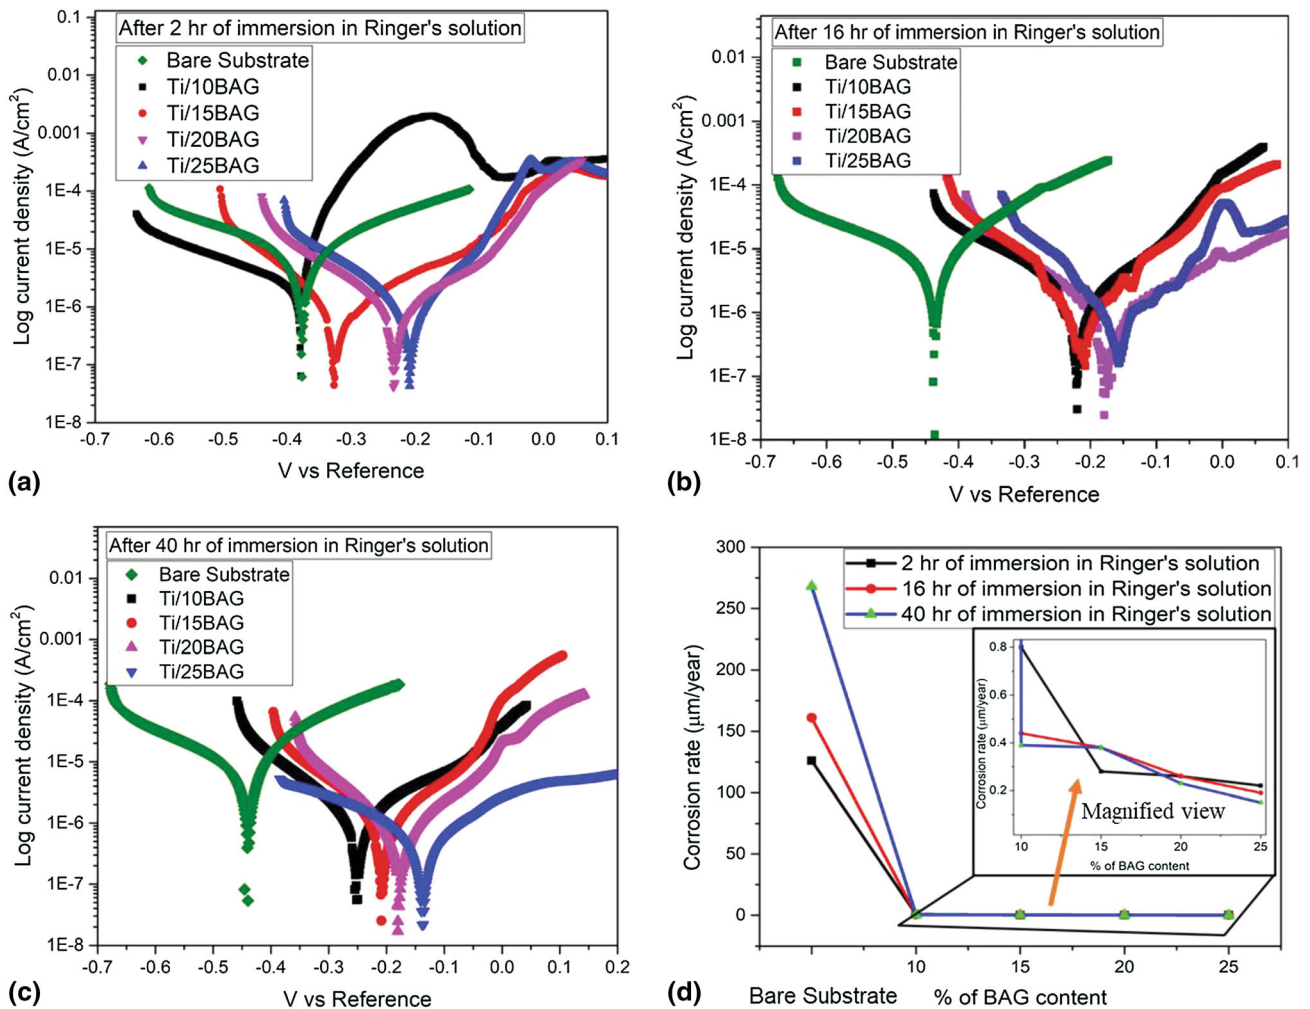 After 2 hr of immersion in Ringer's solution
Bare Substrate
Ti/10BAG
Ti/15BAG
Ti/20BAG
Ti/25BAG
Log current density (A/cm²)
0.1
0.01
0.001
1E-4
1E-5
1E-6
1E-7
1E-8
-0.7 -0.6 -0.5 -0.4 -0.3 -0.2 -0.1 0.0 0.1
V vs Reference
(a)
After 16 hr of immersion in Ringer's solution
Bare Substrate
Ti/10BAG
Ti/15BAG
Ti/20BAG
Ti/25BAG
Log current density (A/cm²)
0.01
0.001
1E-4
1E-5
1E-6
1E-7
1E-8
-0.7 -0.6 -0.5 -0.4 -0.3 -0.2 -0.1 0.0 0.1
V vs Reference
(b)
After 40 hr of immersion in Ringer's solution
Bare Substrate
Ti/10BAG
Ti/15BAG
Ti/20BAG
Ti/25BAG
Log current density (A/cm²)
0.01
0.001
1E-4
1E-5
1E-6
1E-7
1E-8
-0.7 -0.6 -0.5 -0.4 -0.3 -0.2 -0.1 0.0 0.1 0.2
V vs Reference
(c)
2 hr of immersion in Ringer's solution
16 hr of immersion in Ringer's solution
40 hr of immersion in Ringer's solution
Corrosion rate (μm/year)
300
250
200
150
100
50
0
0.8
0.6
0.4
0.2
Corrosion rate (μm/year)
10 15 20 25
% of BAG content
Magnified view
10 15 20 25
Bare Substrate % of BAG content
(d)